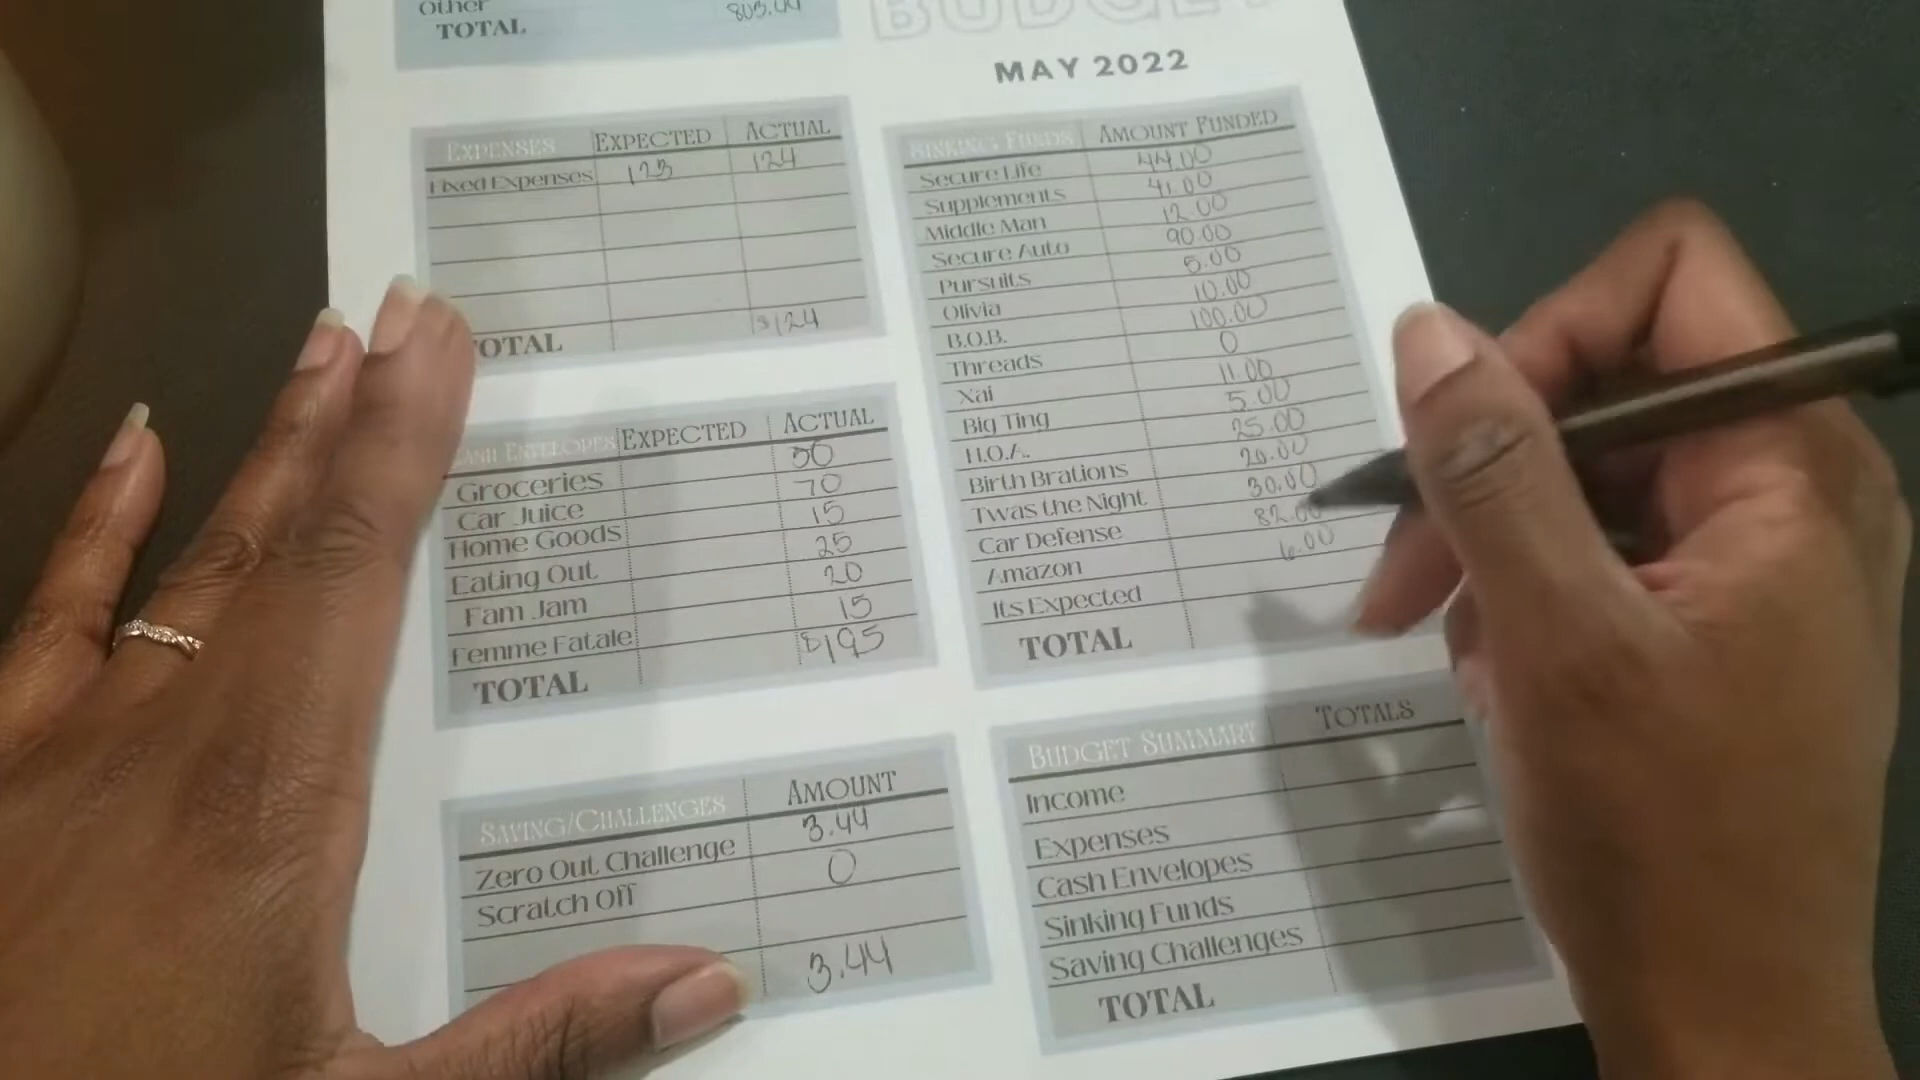 Other
TOTAL 805.44
BUDGET
MAY 2022
EXPENSES EXPECTED ACTUAL
Fixed Expenses 123 124
TOTAL $124
CASH ENVELOPES EXPECTED ACTUAL
Groceries 50
Car Juice 70
Home Goods 15
Eating Out 25
Fam Jam 20
Femme Fatale 15
TOTAL $195
SAVING/CHALLENGES AMOUNT
Zero Out Challenge 3.44
Scratch Off 0
3.44
SINKING FUNDS AMOUNT FUNDED
Secure Life 44.00
Supplements 41.00
Middle Man 12.00
Secure Auto 90.00
Pursuits 5.00
Olivia 10.00
B.O.B. 100.00
Threads 0
Xai 11.00
Big Ting 5.00
H.O.A. 25.00
Birth Brations 20.00
Twas the Night 30.00
Car Defense 82.00
Amazon 6.00
Its Expected
TOTAL
BUDGET SUMMARY TOTALS
Income
Expenses
Cash Envelopes
Sinking Funds
Saving Challenges
TOTAL